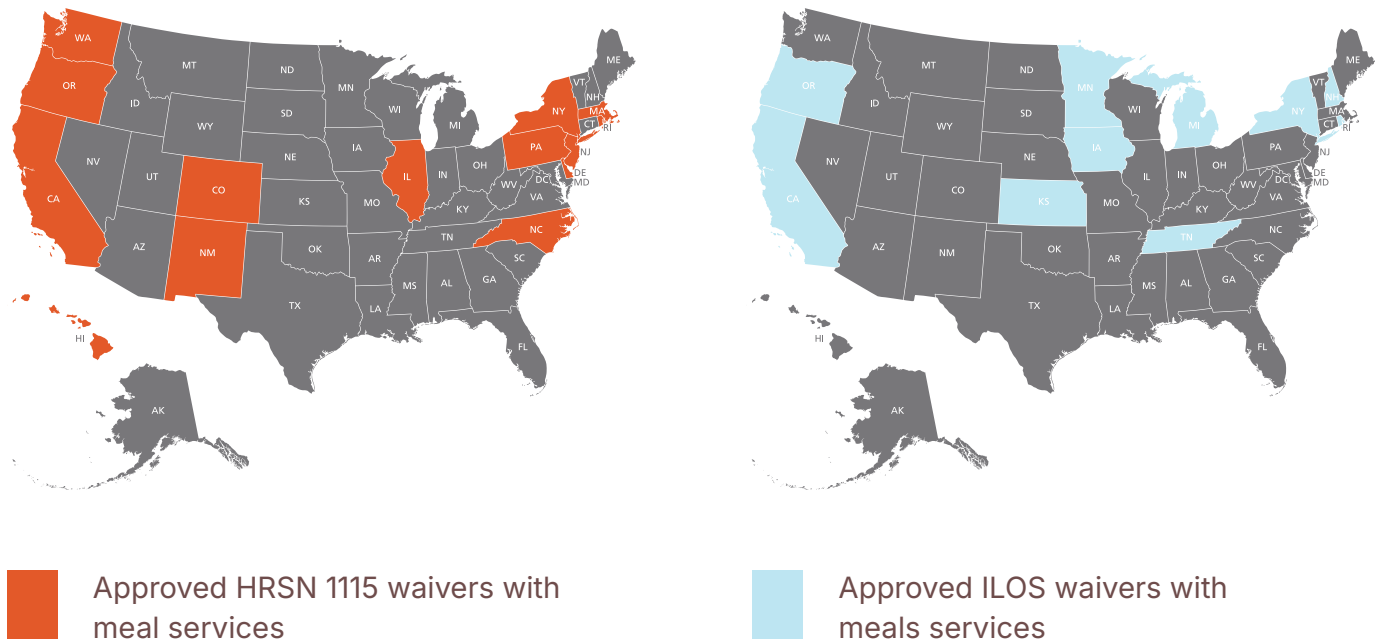 WA
OR
CA
NV
ID
MT
WY
UT
CO
AZ
NM
ND
SD
NE
KS
OK
TX
MN
IA
MO
AR
LA
WI
IL
MI
IN
OH
KY
TN
MS
AL
GA
FL
SC
NC
VA
WV
DC
MD
DE
NJ
PA
NY
CT
RI
MA
VT
NH
ME
HI
AK
Approved HRSN 1115 waivers with
meal services
WA
OR
CA
NV
ID
MT
WY
UT
CO
AZ
NM
ND
SD
NE
KS
OK
TX
MN
IA
MO
AR
LA
WI
IL
MI
IN
OH
KY
TN
MS
AL
GA
FL
SC
NC
VA
WV
DC
MD
DE
NJ
PA
NY
CT
RI
MA
VT
NH
ME
HI
AK
Approved ILOS waivers with
meals services